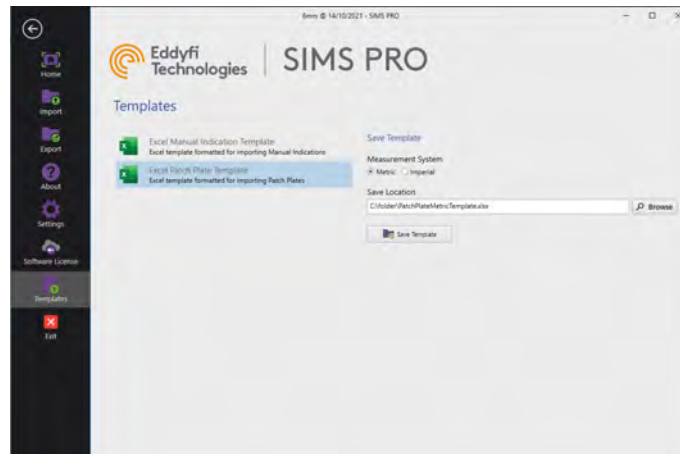 6mm @ 14/10/2021 - SIMS PRO
Home
Import
Export
About
Settings
Software License
Templates
Exit
Eddyfi
Technologies
SIMS PRO
Templates
Excel Manual Indication Template
Excel template formatted for importing Manual Indications
Excel Patch Plate Template
Excel template formatted for importing Patch Plates
Save Template
Measurement System
Metric Imperial
Save Location
C:\folder\PatchPlateMetricTemplate.xlsx
Browse
Save Template